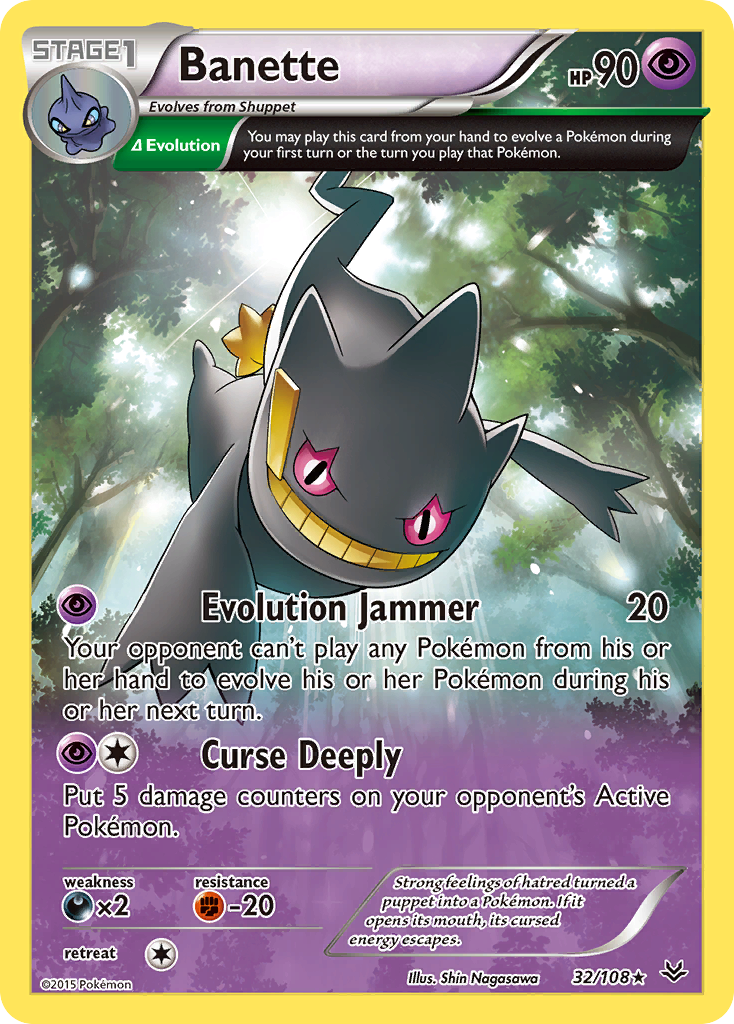 STAGE1
Banette
HP90
Evolves from Shuppet
Δ Evolution
You may play this card from your hand to evolve a Pokémon during
your first turn or the turn you play that Pokémon.
Evolution Jammer 20
Your opponent can't play any Pokémon from his or
her hand to evolve his or her Pokémon during his
or her next turn.
Curse Deeply
Put 5 damage counters on your opponent's Active
Pokémon.
weakness
×2
resistance
-20
retreat
Strong feelings of hatred turned a
puppet into a Pokémon. If it
opens its mouth, its cursed
energy escapes.
©2015 Pokémon
Illus. Shin Nagasawa
32/108★